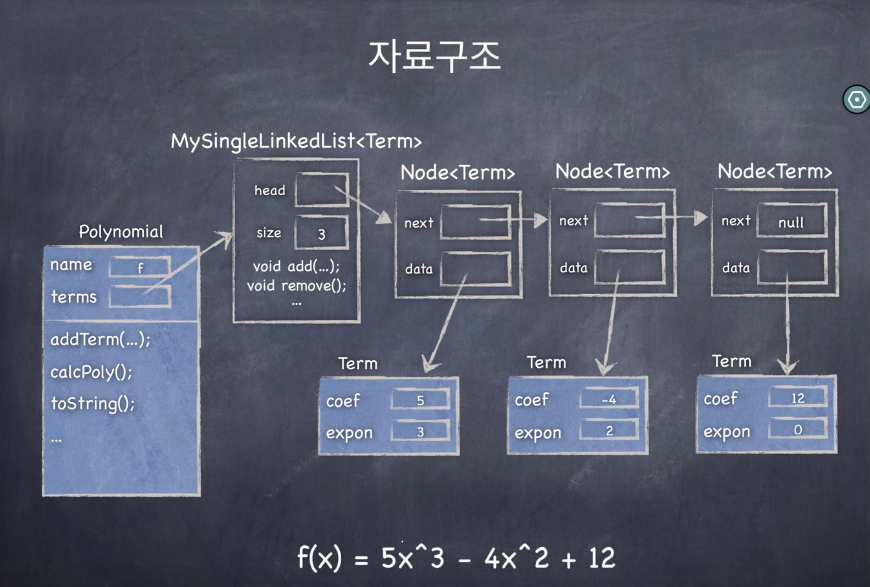 자료구조
MySingleLinkedList<Term>
head
size 3
void add(...);
void remove();
...
Node<Term>
next
data
Node<Term>
next
data
Node<Term>
next null
data
Polynomial
name f
terms
addTerm(...);
calcPoly();
toString();
...
Term
coef 5
expon 3
Term
coef -4
expon 2
Term
coef 12
expon 0
f(x) = 5x^3 - 4x^2 + 12